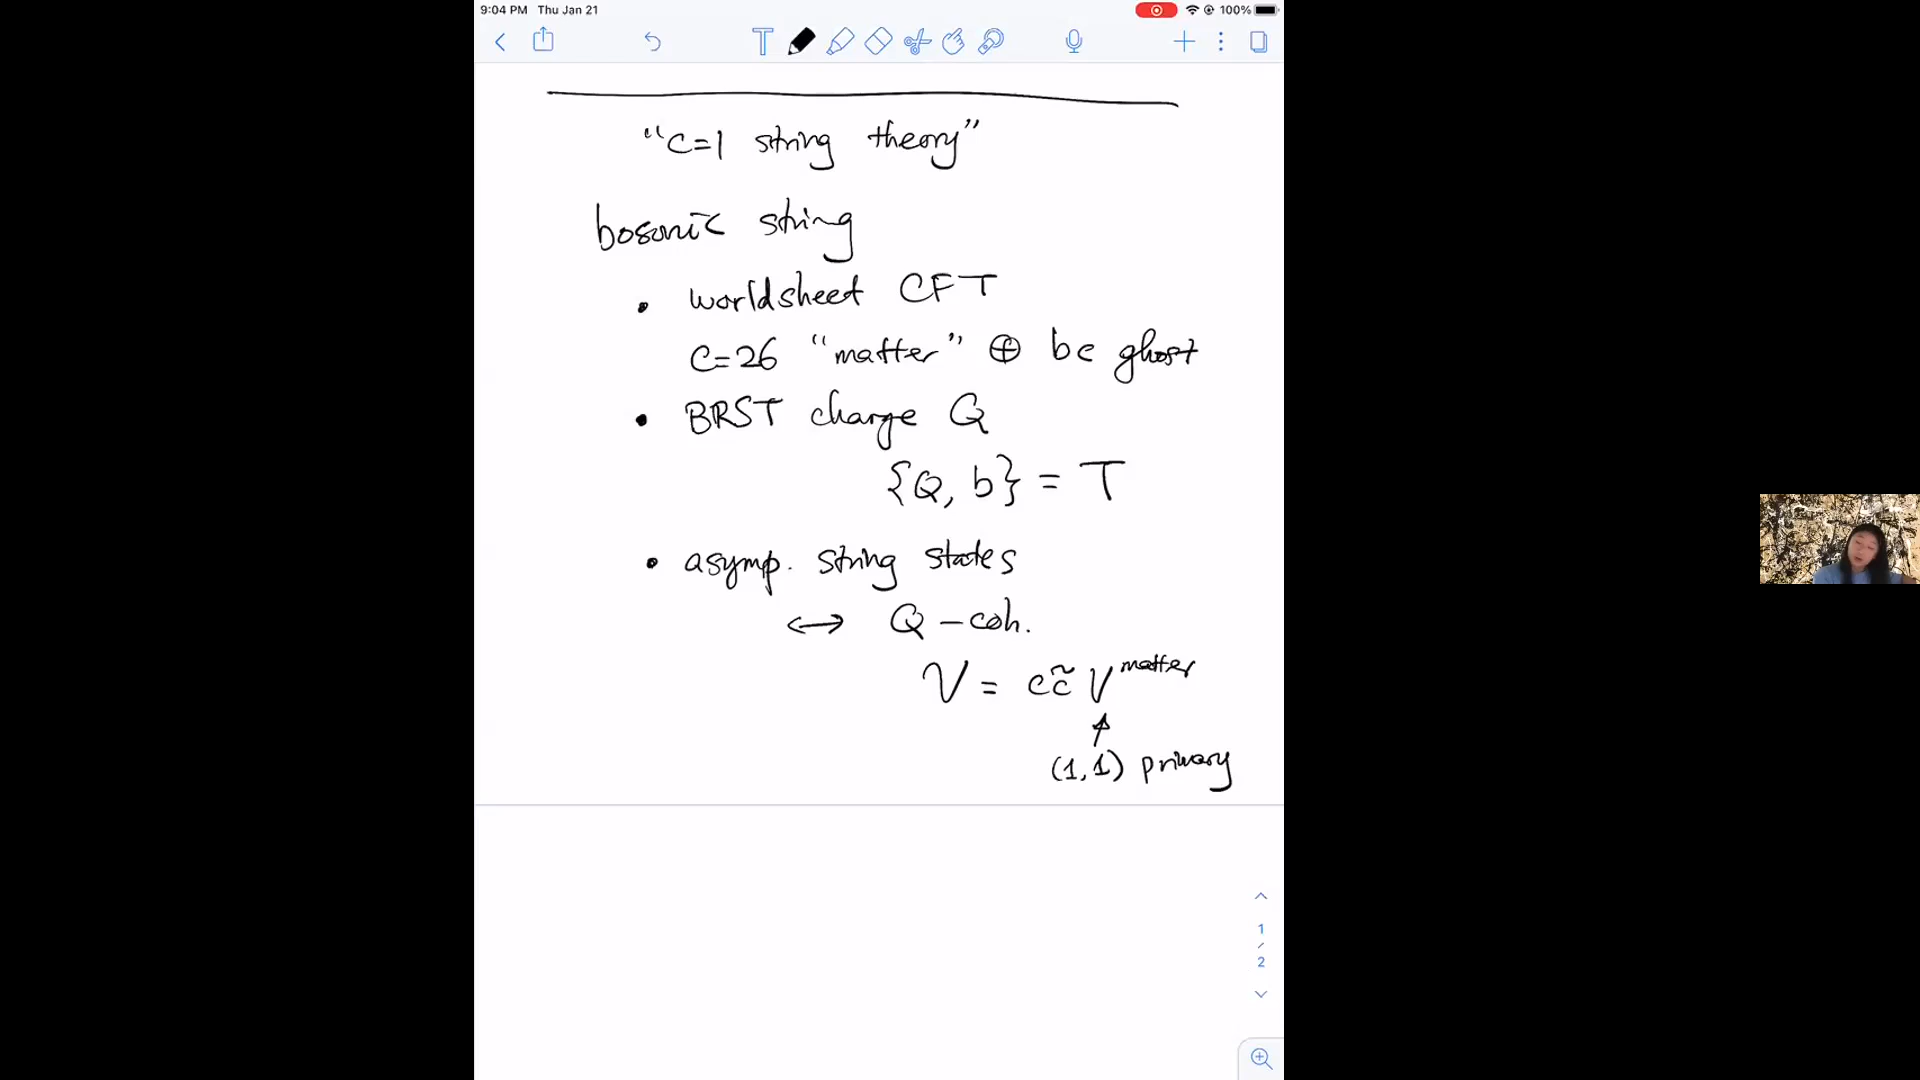 9:04 PM Thu Jan 21
100%
T
"c=1 string theory"
bosonic string
• worldsheet CFT
c=26 "matter" ⊕ bc ghost
• BRST charge Q
{Q, b} = T
• asymp. string states
↔ Q-coh.
V = cc̃ V^matter
↑
(1,1) primary
1
/
2